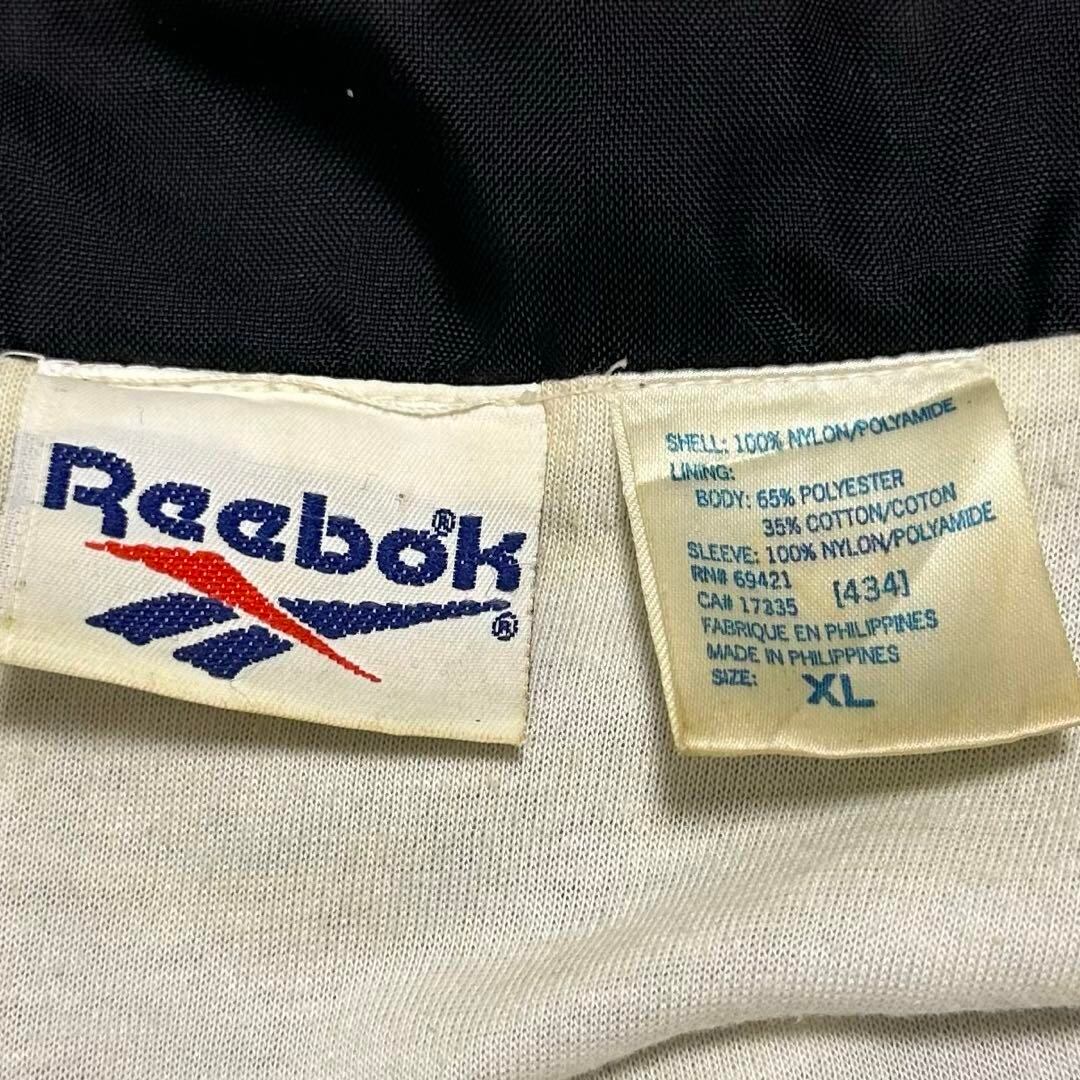 Reebok®
®
SHELL: 100% NYLON/POLYAMIDE
LINING:
BODY: 65% POLYESTER
35% COTTON/COTON
SLEEVE: 100% NYLON/POLYAMIDE
RN# 69421
CA# 17335 [434]
FABRIQUE EN PHILIPPINES
MADE IN PHILIPPINES
SIZE: XL